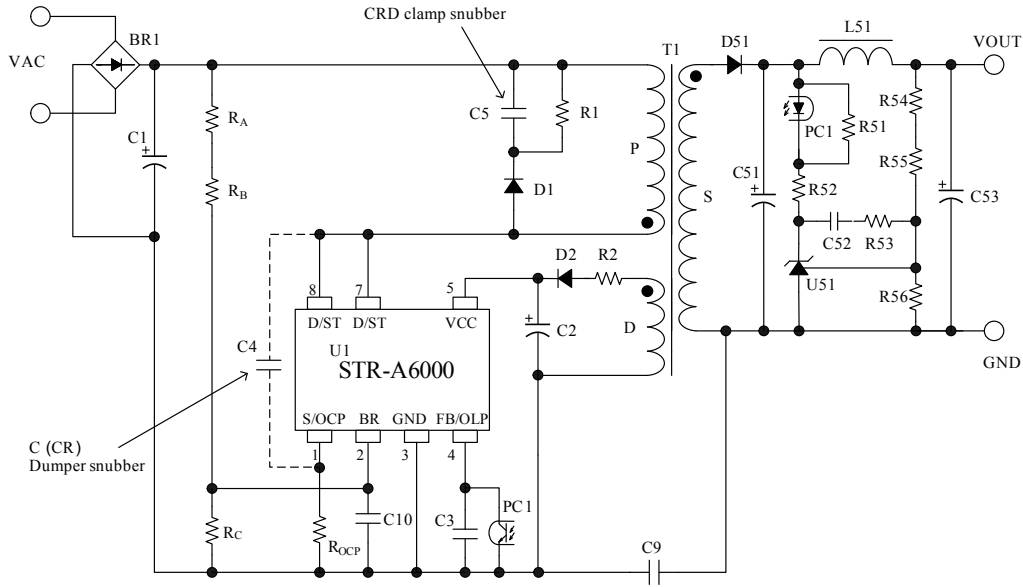 CRD clamp snubber
BR1
VAC
T1
D51
L51
VOUT
C1
RA
C5
R1
PC1
R51
R54
P
R55
RB
D1
S
C51
R52
C53
C52
R53
D2
R2
U51
R56
8
7
5
D/ST
D/ST
VCC
C2
D
C4
U1
STR-A6000
GND
S/OCP
BR
GND
FB/OLP
C (CR)
Dumper snubber
1
2
3
4
RC
ROCP
C10
C3
PC1
C9